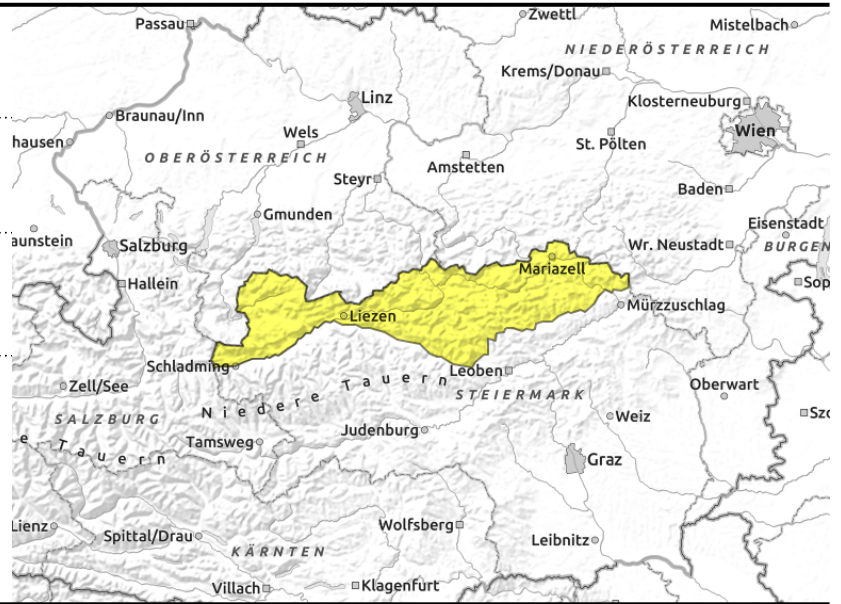 Passau
Zwettl
Mistelbach
NIEDERÖSTERREICH
Krems/Donau
Linz
Klosterneuburg
Braunau/Inn
Wien
Wels
St. Pölten
hausen
OBERÖSTERREICH
Amstetten
Steyr
Baden
Gmunden
Eisenstadt
aunstein
Salzburg
Wr. Neustadt
BURGEN
Mariazell
Hallein
Sop
Mürzzuschlag
Liezen
Schladming
Leoben
Zell/See
Niedere Tauern
Oberwart
STEIERMARK
SALZBURG
Weiz
Szo
Judenburg
e Tauern
Tamsweg
Graz
Lienz
Wolfsberg
Spittal/Drau
Leibnitz
KÄRNTEN
Villach
Klagenfurt